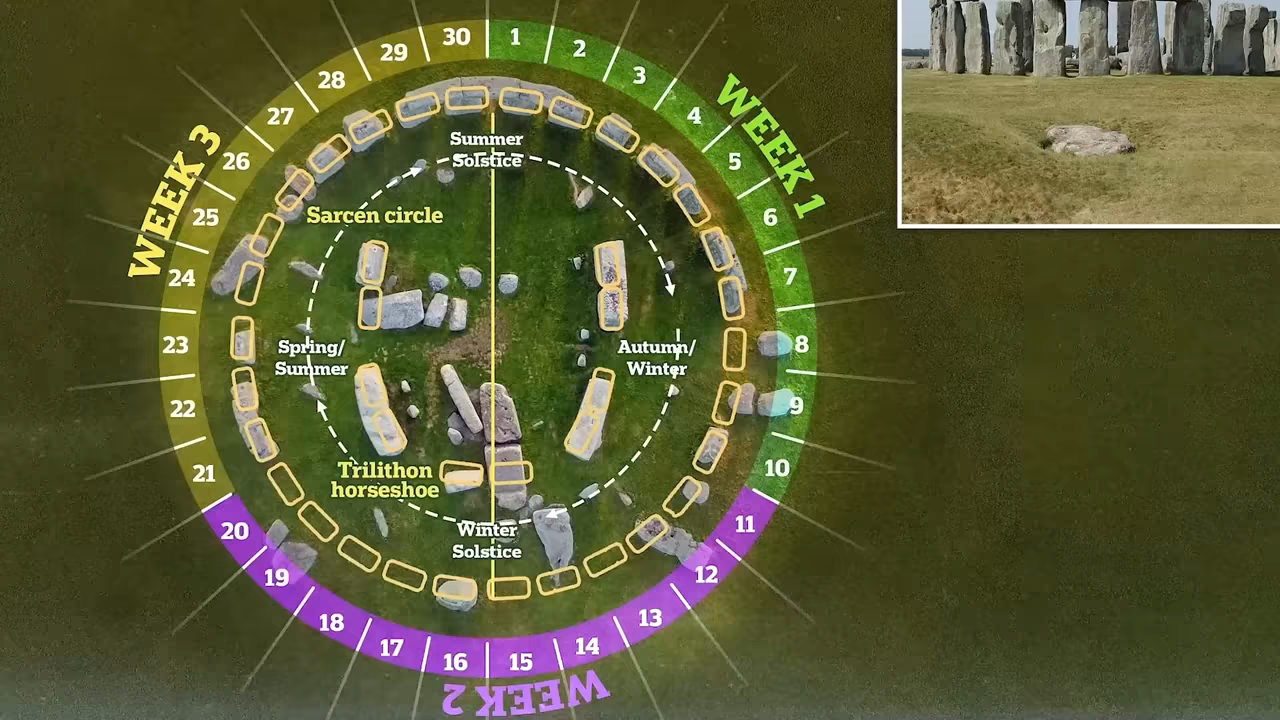 30
1
29
2
28
3
27
4
26
5
25
6
24
7
23
8
22
9
21
10
20
11
19
12
18
13
17
14
16
15
WEEK 1
WEEK 2
WEEK 3
Summer
Solstice
Sarcen circle
Spring/
Summer
Autumn/
Winter
Trilithon
horseshoe
Winter
Solstice